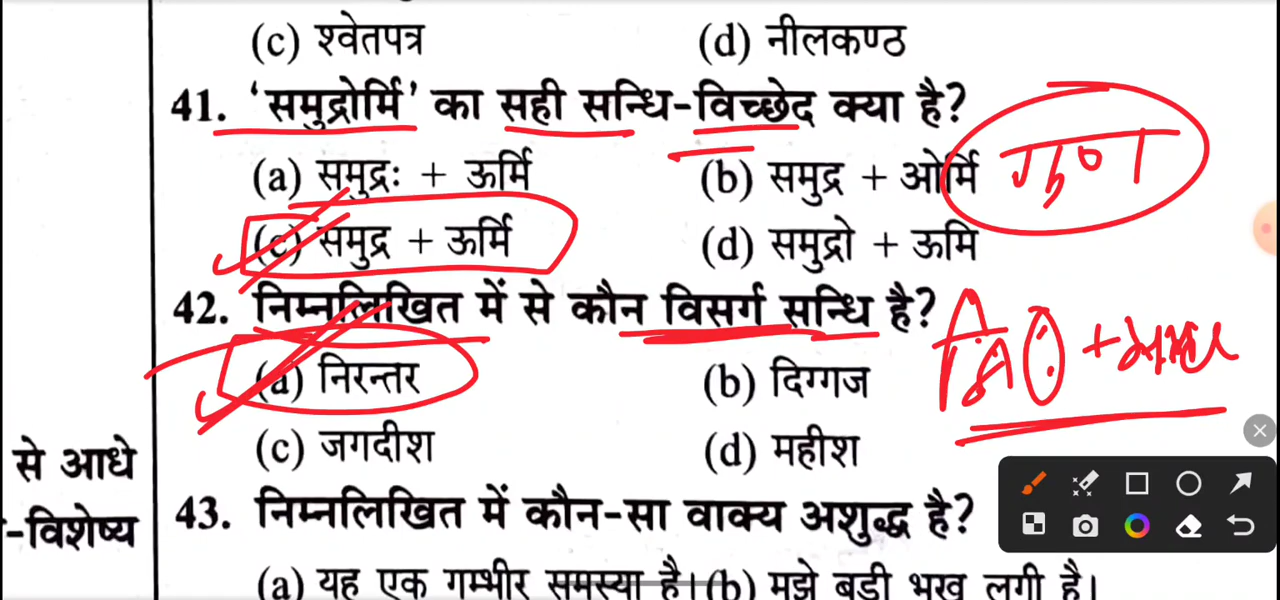 (c) श्वेतपत्र (d) नीलकण्ठ
41. 'समुद्रोर्मि' का सही सन्धि-विच्छेद क्या है?
(a) समुद्रः + ऊर्मि (b) समुद्र + ओर्मि
(c) समुद्र + ऊर्मि (d) समुद्रो + ऊमि
42. निम्नलिखित में से कौन विसर्ग सन्धि है?
(a) निरन्तर (b) दिग्गज
(c) जगदीश (d) महीश
से आधे
-विशेष्य
43. निम्नलिखित में कौन-सा वाक्य अशुद्ध है?
(a) यह एक गम्भीर समस्या है। (b) मुझे बड़ी भूख लगी है।